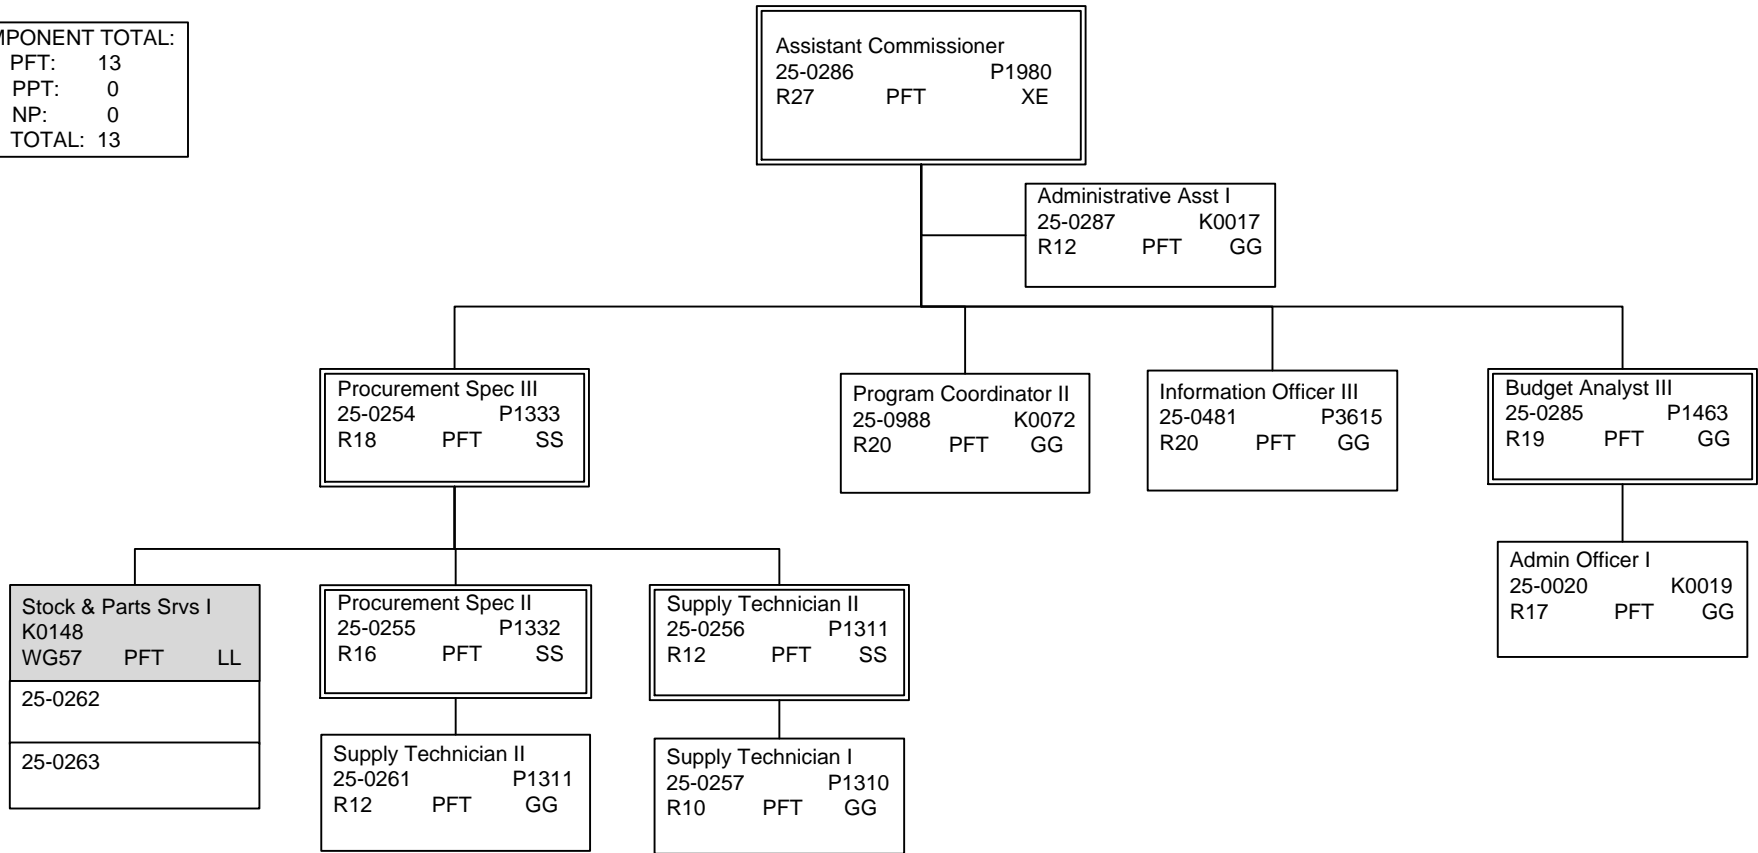 MPONENT TOTAL:
PFT: 13
PPT: 0
NP: 0
TOTAL: 13
Assistant Commissioner
25-0286 P1980
R27 PFT XE
Administrative Asst I
25-0287 K0017
R12 PFT GG
Procurement Spec III
25-0254 P1333
R18 PFT SS
Program Coordinator II
25-0988 K0072
R20 PFT GG
Information Officer III
25-0481 P3615
R20 PFT GG
Budget Analyst III
25-0285 P1463
R19 PFT GG
Admin Officer I
25-0020 K0019
R17 PFT GG
Stock & Parts Srvs I
K0148
WG57 PFT LL
25-0262
25-0263
Procurement Spec II
25-0255 P1332
R16 PFT SS
Supply Technician II
25-0256 P1311
R12 PFT SS
Supply Technician II
25-0261 P1311
R12 PFT GG
Supply Technician I
25-0257 P1310
R10 PFT GG